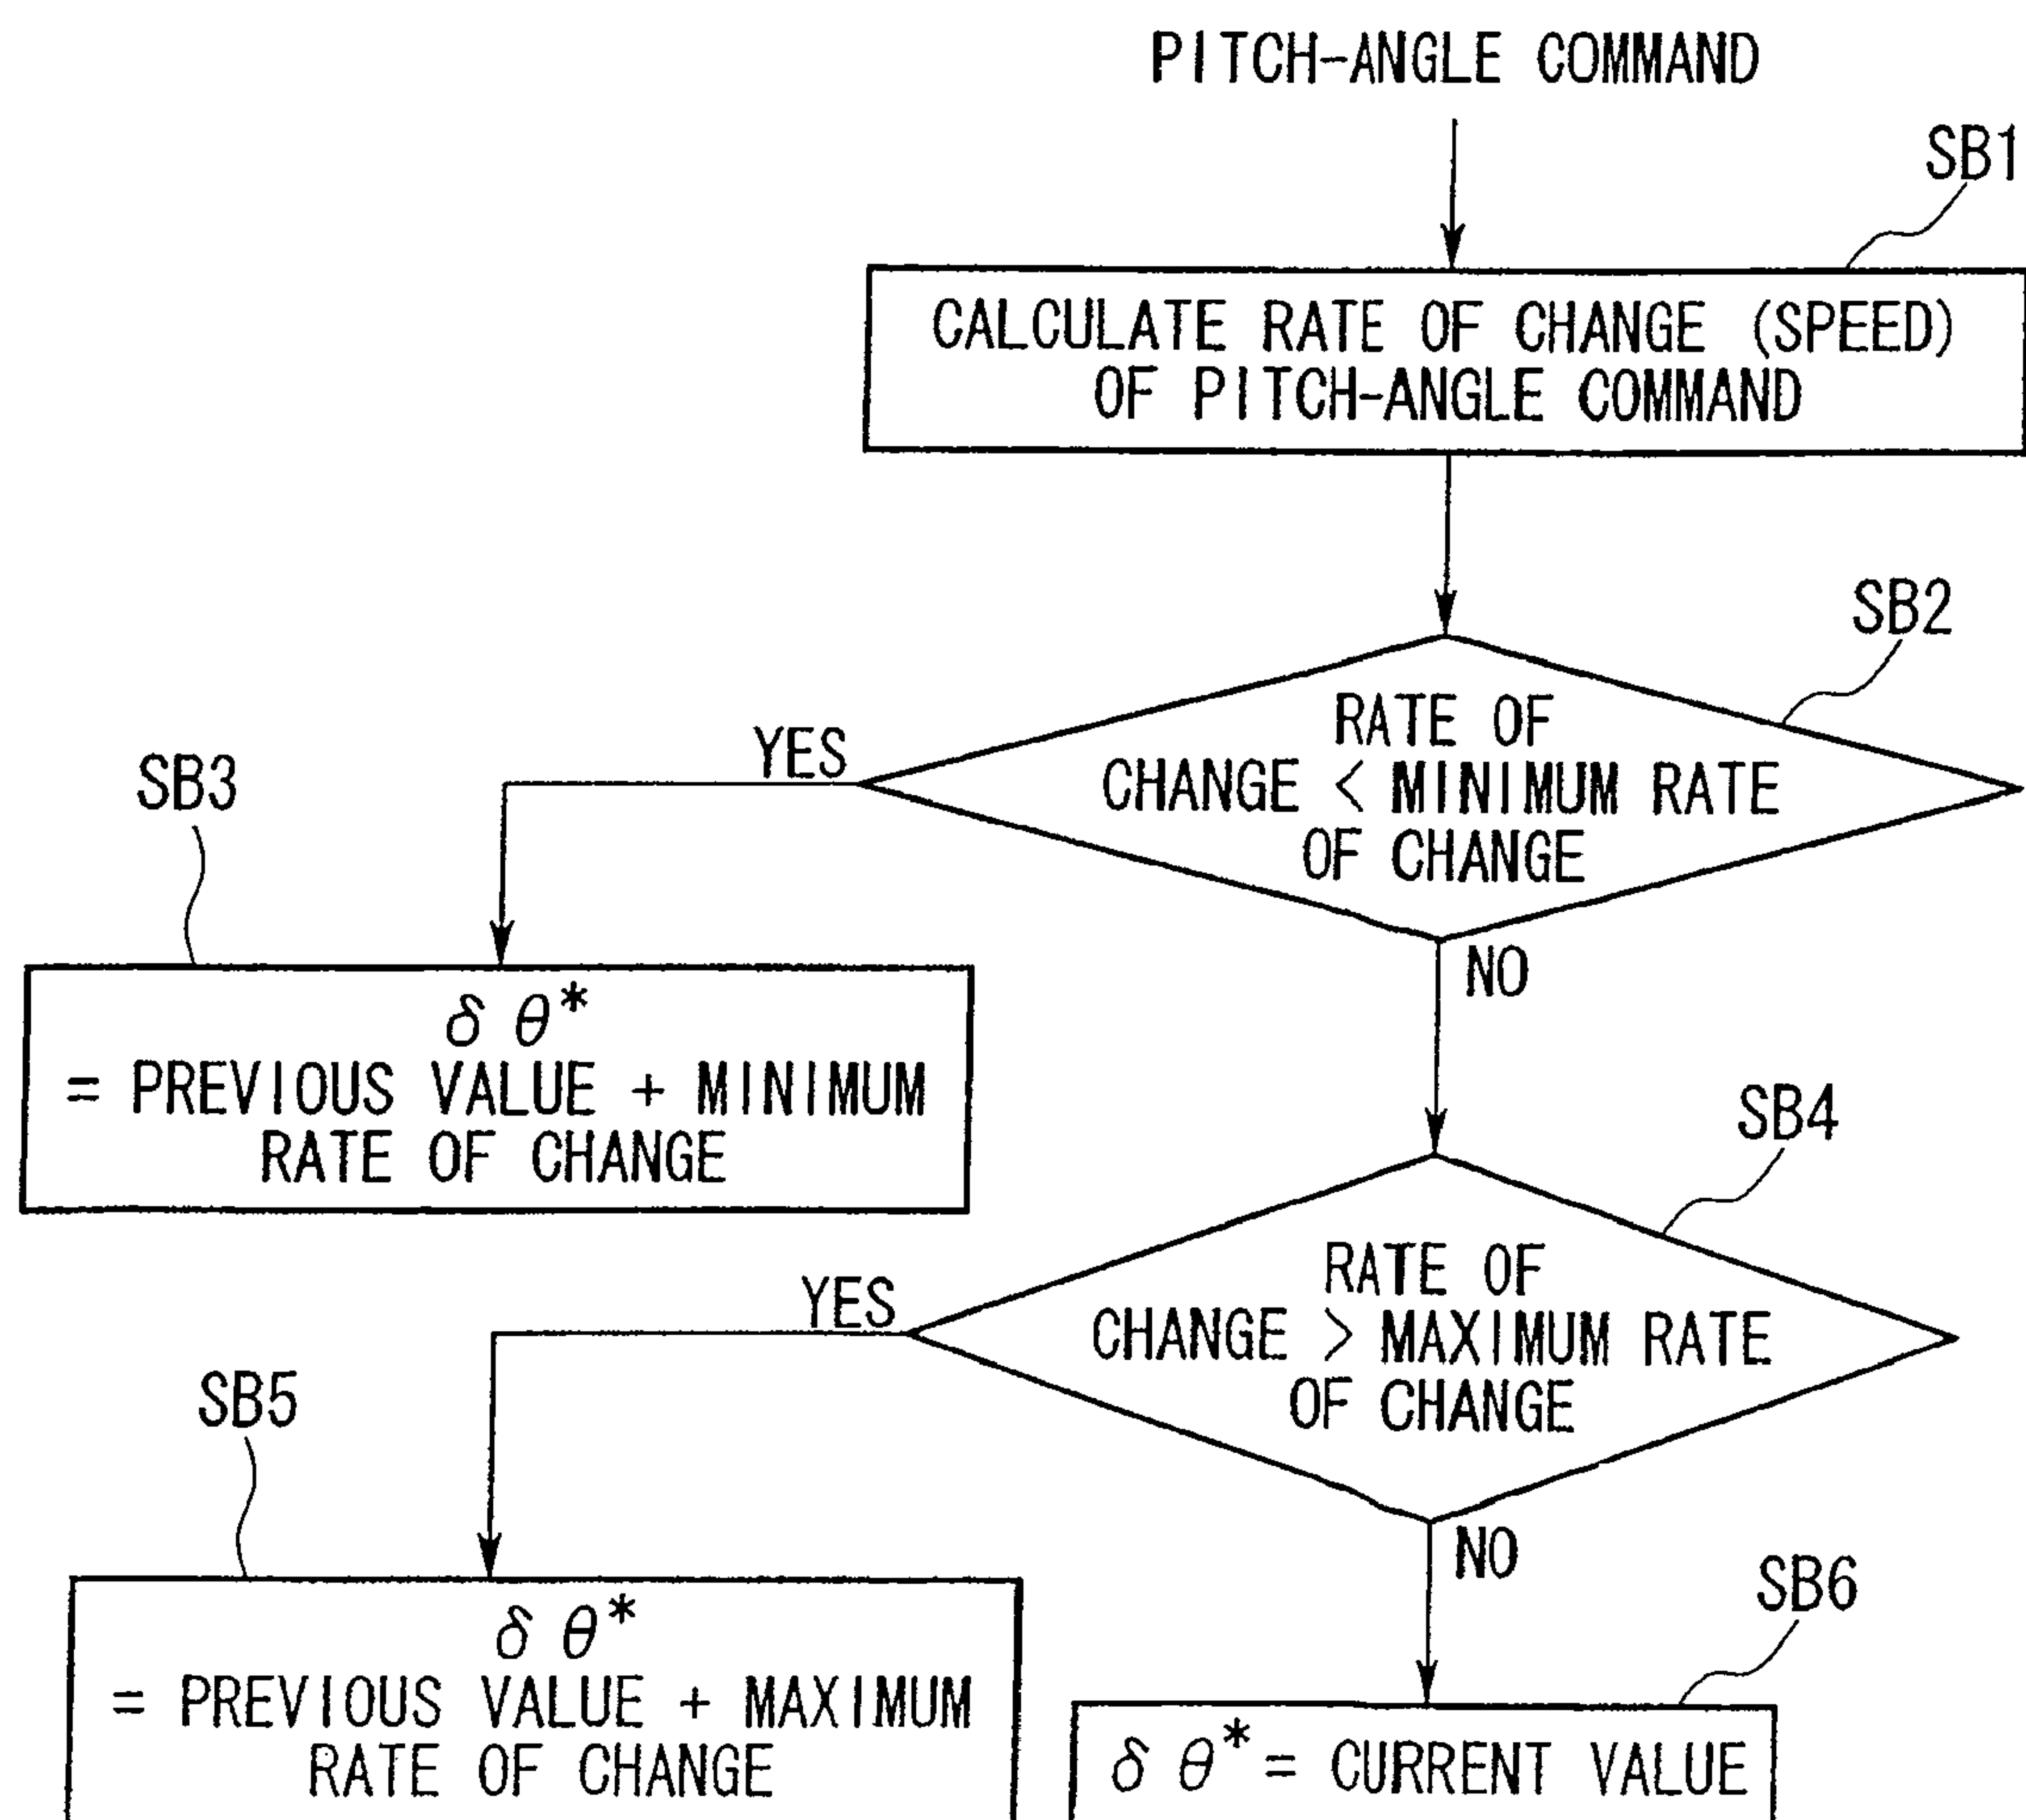 PITCH-ANGLE COMMAND
SB1
CALCULATE RATE OF CHANGE (SPEED)
OF PITCH-ANGLE COMMAND
SB2
RATE OF
CHANGE < MINIMUM RATE
OF CHANGE
YES
SB3
NO
δ θ*
= PREVIOUS VALUE + MINIMUM
RATE OF CHANGE
SB4
RATE OF
CHANGE > MAXIMUM RATE
OF CHANGE
YES
SB5
NO
SB6
δ θ*
= PREVIOUS VALUE + MAXIMUM
RATE OF CHANGE
δ θ* = CURRENT VALUE